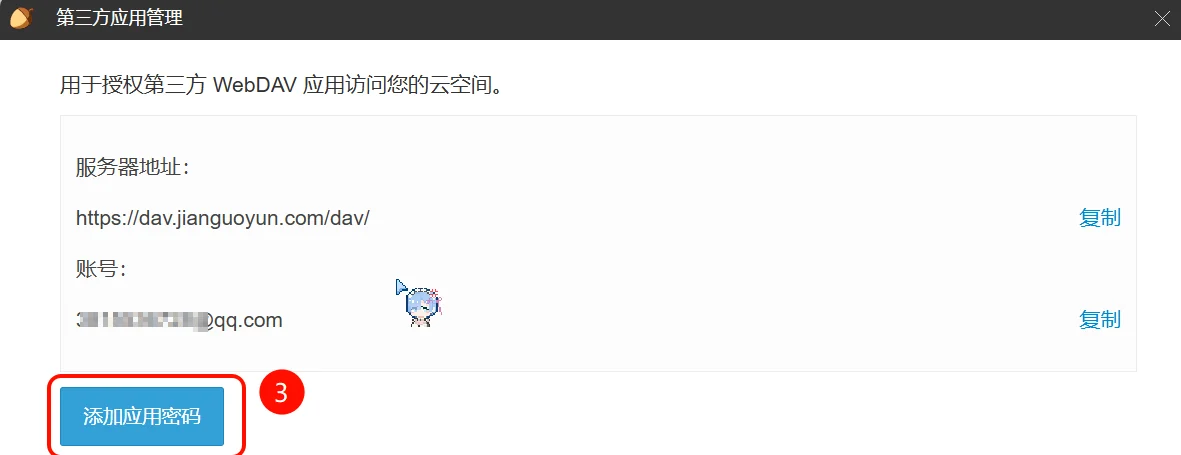 第三方应用管理
用于授权第三方 WebDAV 应用访问您的云空间。
服务器地址：
https://dav.jianguoyun.com/dav/
复制
账号：
@qq.com
复制
添加应用密码
3